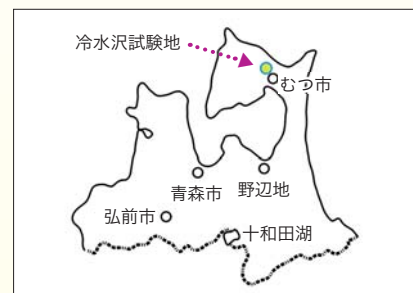 冷水沢試験地
むつ市
青森市
野辺地
弘前市
十和田湖